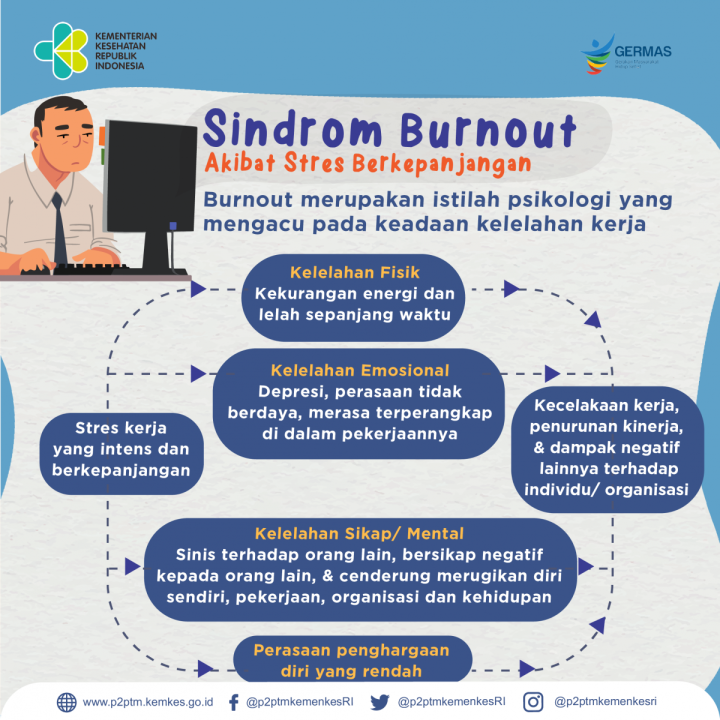 KEMENTERIAN
KESEHATAN
REPUBLIK
INDONESIA
GERMAS
Sindrom Burnout
Akibat Stres Berkepanjangan
Burnout merupakan istilah psikologi yang
mengacu pada keadaan kelelahan kerja
Kelelahan Fisik
Kekurangan energi dan
lelah sepanjang waktu
Kelelahan Emosional
Depresi, perasaan tidak
berdaya, merasa terperangkap
di dalam pekerjaannya
Stres kerja
yang intens dan
berkepanjangan
Kecelakaan kerja,
penurunan kinerja,
& dampak negatif
lainnya terhadap
individu/ organisasi
Kelelahan Sikap/ Mental
Sinis terhadap orang lain, bersikap negatif
kepada orang lain, & cenderung merugikan diri
sendiri, pekerjaan, organisasi dan kehidupan
Perasaan penghargaan
diri yang rendah
www.p2ptm.kemkes.go.id
@p2ptmkemenkesRI
@p2ptmkemenkesRI
@p2ptmkemenkesri